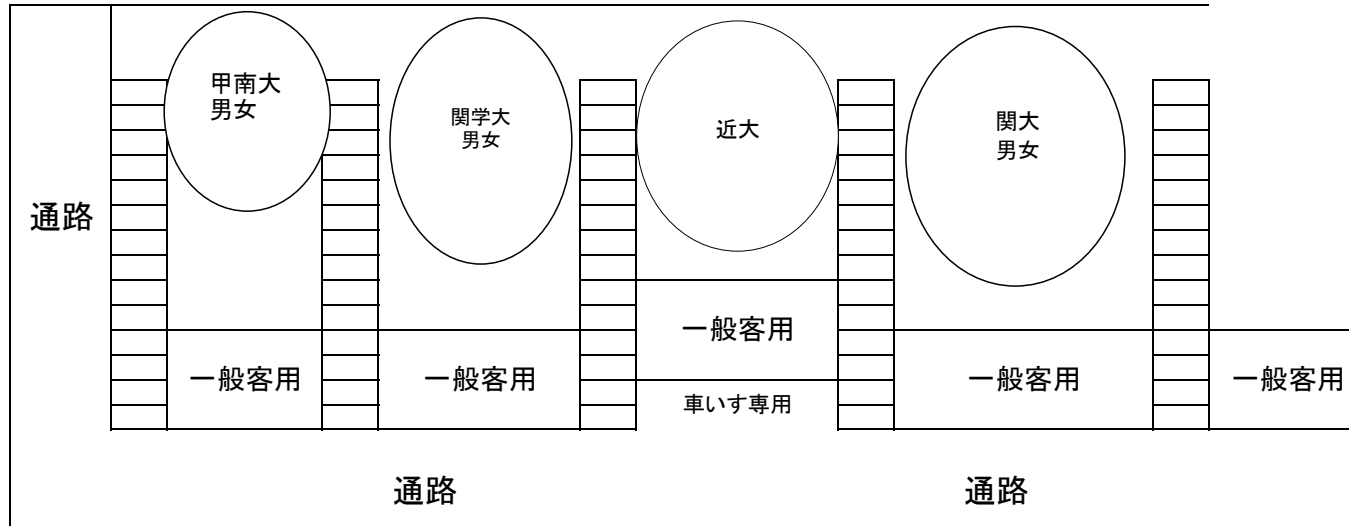 甲南大
男女
関学大
男女
近大
関大
男女
通路
一般客用
一般客用
一般客用
一般客用
一般客用
車いす専用
通路
通路